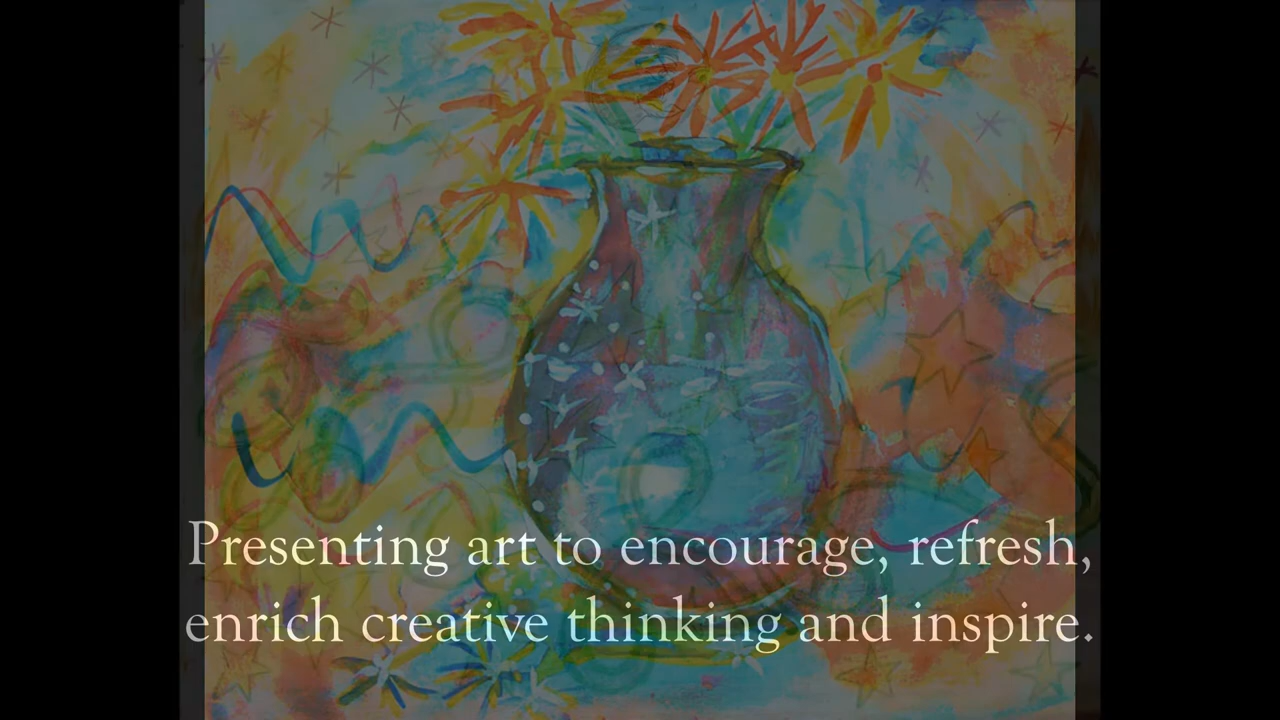 Presenting art to encourage, refresh,
enrich creative thinking and inspire.